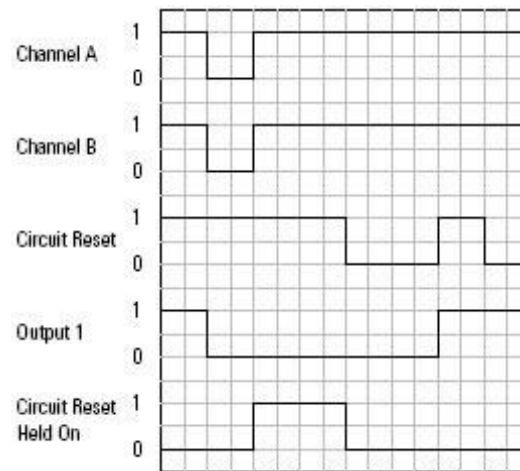 1
Channel A
0
1
Channel B
0
1
Circuit Reset
0
1
Output 1
0
Circuit Reset 1
Held On
0